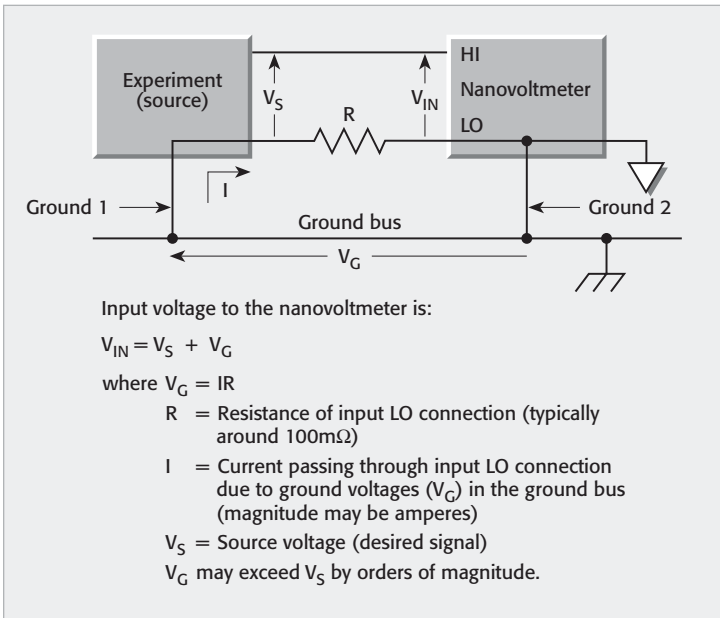 Experiment
(source)
HI
Nanovoltmeter
LO
V_S
V_IN
R
I
Ground 1
Ground 2
Ground bus
V_G
Input voltage to the nanovoltmeter is:
V_IN = V_S + V_G
where V_G = IR
R = Resistance of input LO connection (typically
around 100mΩ)
I = Current passing through input LO connection
due to ground voltages (V_G) in the ground bus
(magnitude may be amperes)
V_S = Source voltage (desired signal)
V_G may exceed V_S by orders of magnitude.